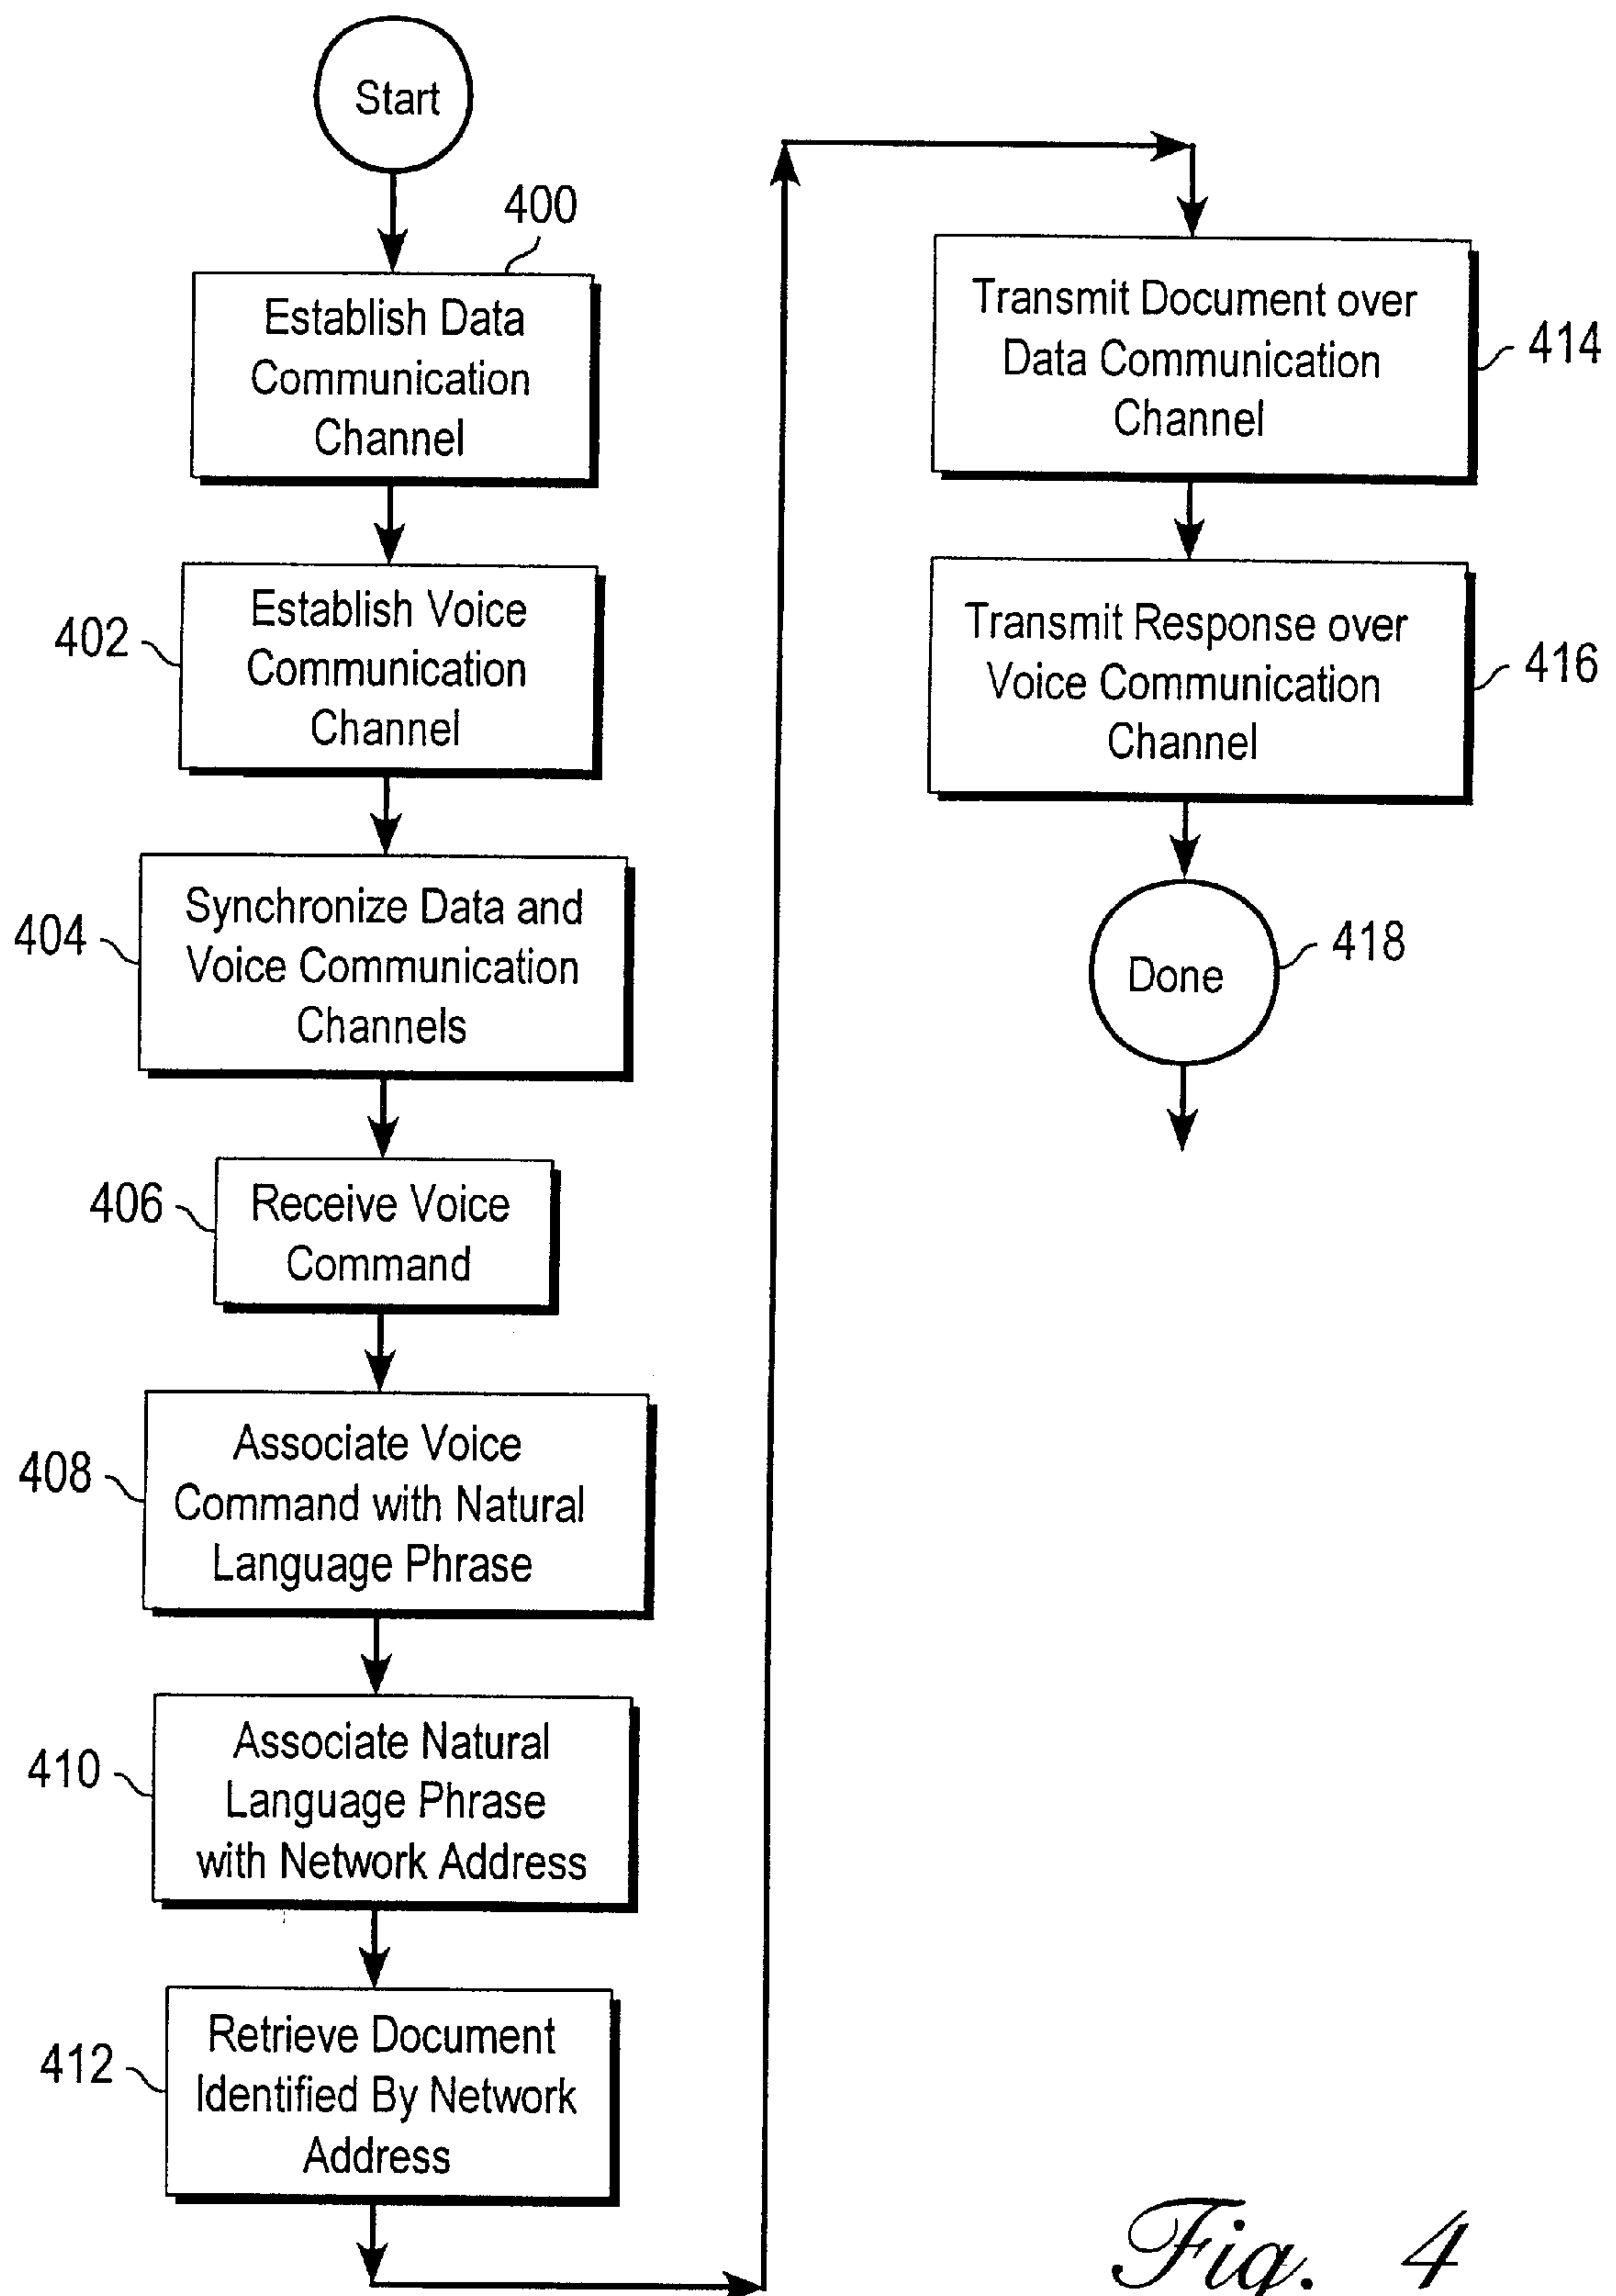 Start
400
Establish Data
Communication
Channel
402
Establish Voice
Communication
Channel
404
Synchronize Data and
Voice Communication
Channels
406
Receive Voice
Command
408
Associate Voice
Command with Natural
Language Phrase
410
Associate Natural
Language Phrase
with Network Address
412
Retrieve Document
Identified By Network
Address
Transmit Document over
Data Communication
Channel
414
Transmit Response over
Voice Communication
Channel
416
Done
418
Fig. 4